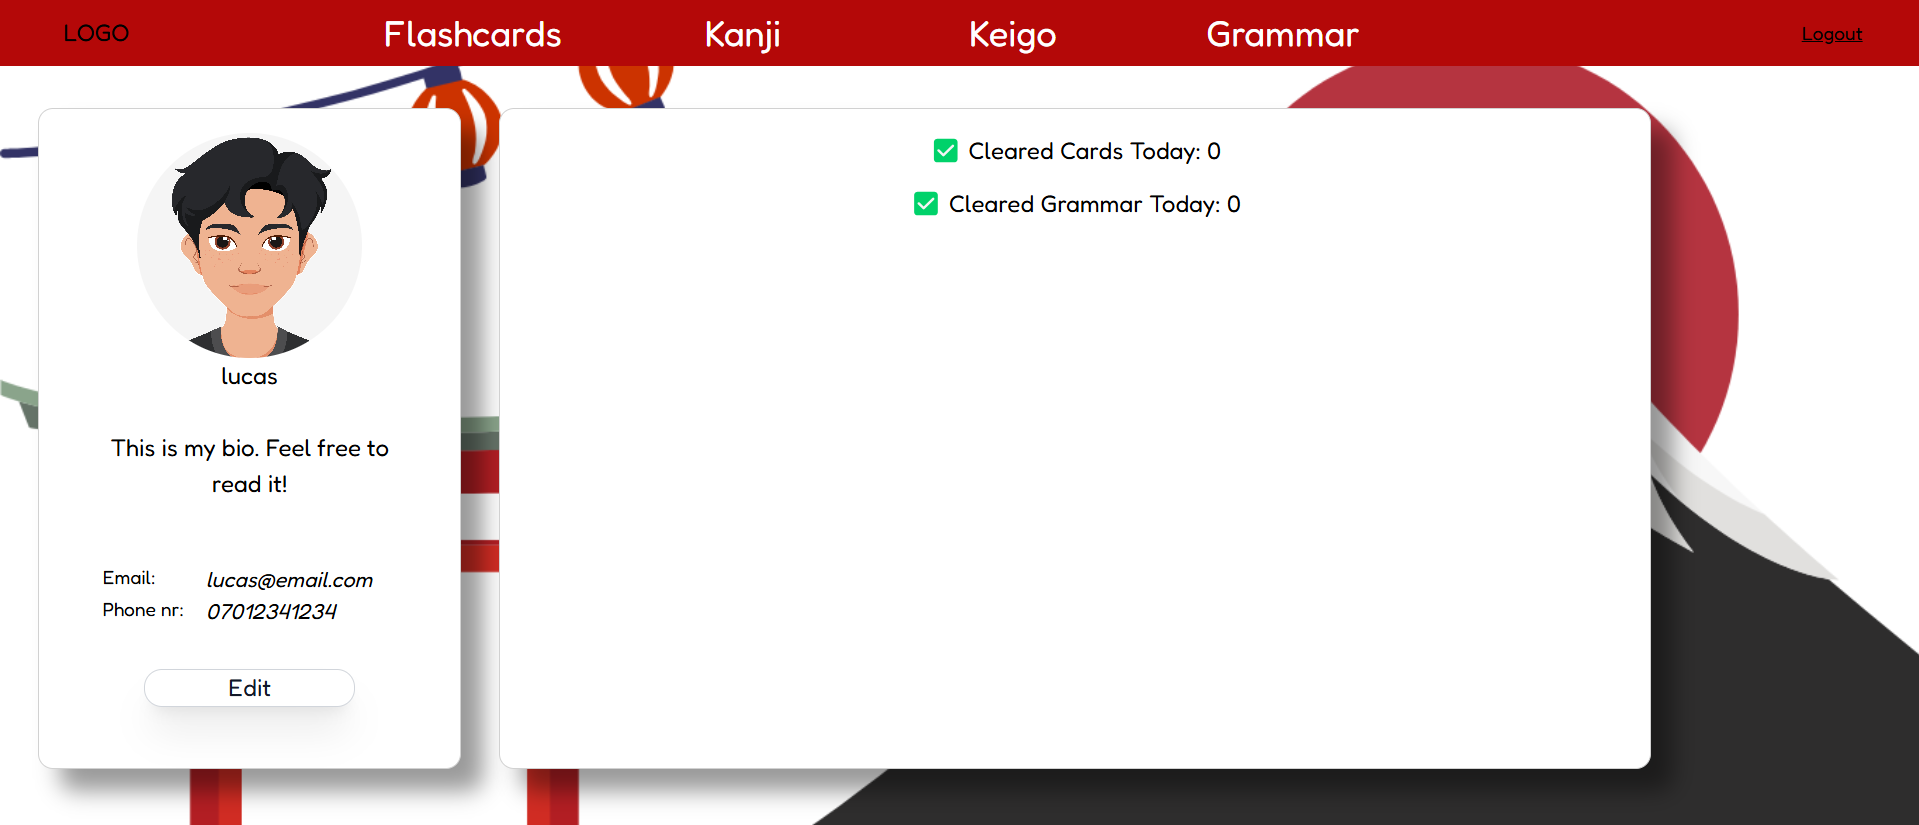 LOGO Flashcards Kanji Keigo Grammar Logout
lucas
This is my bio. Feel free to
read it!
Email: lucas@email.com
Phone nr: 07012341234
Edit
Cleared Cards Today: 0
Cleared Grammar Today: 0